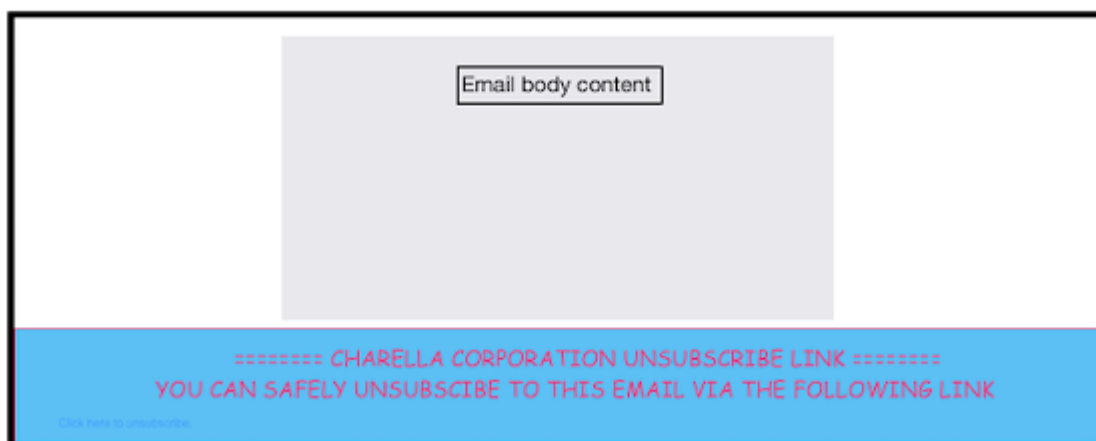 Email body content
======== CHARELLA CORPORATION UNSUBSCRIBE LINK ========
YOU CAN SAFELY UNSUBSCIBE TO THIS EMAIL VIA THE FOLLOWING LINK
Click here to unsubscribe.